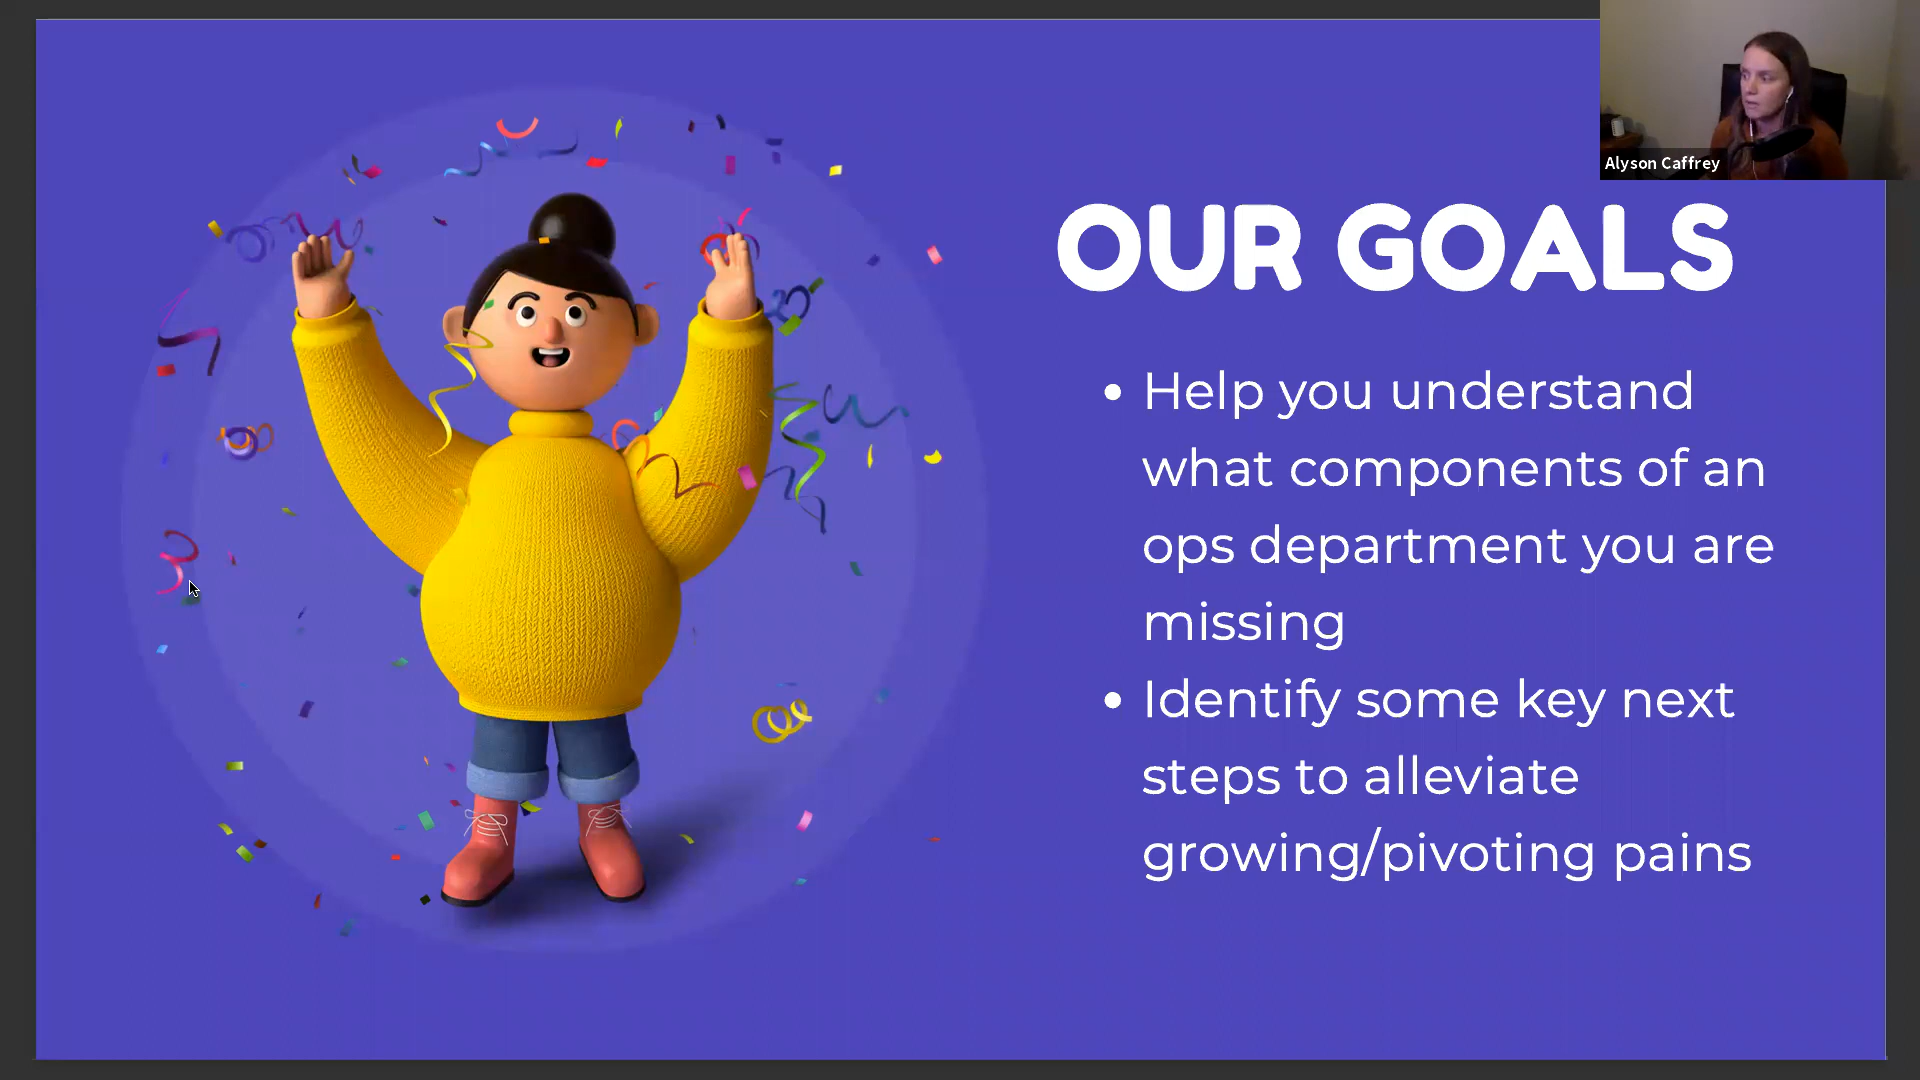 Alyson Caffrey
OUR GOALS
• Help you understand
what components of an
ops department you are
missing
• Identify some key next
steps to alleviate
growing/pivoting pains